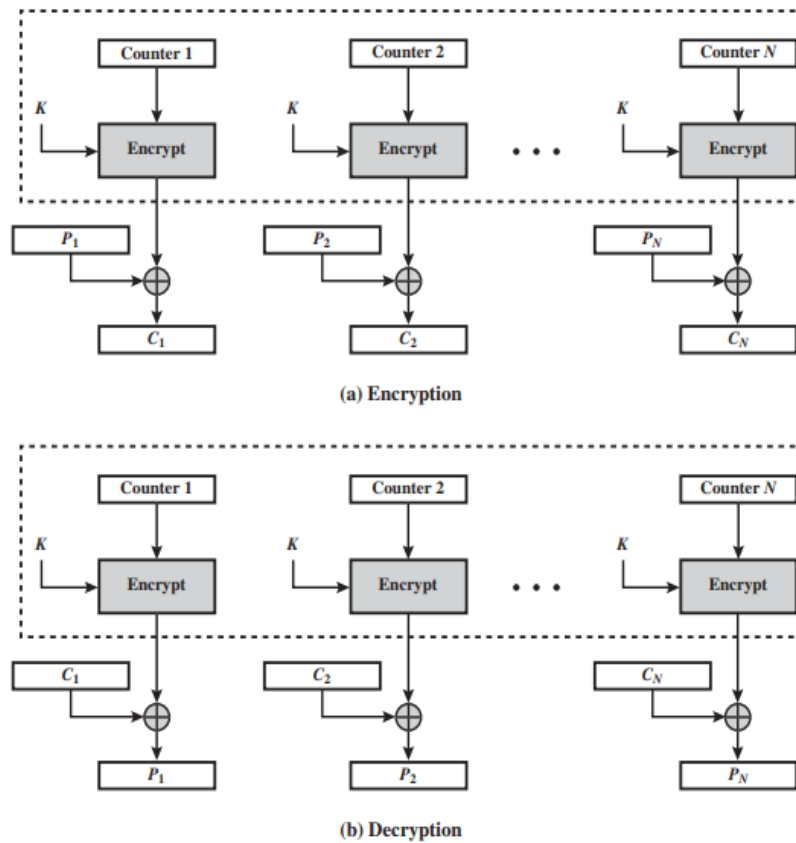 Counter 1 Counter 2 Counter N
K K K
Encrypt Encrypt • • • Encrypt
P1 P2 PN
C1 C2 CN
(a) Encryption
Counter 1 Counter 2 Counter N
K K K
Encrypt Encrypt • • • Encrypt
C1 C2 CN
P1 P2 PN
(b) Decryption